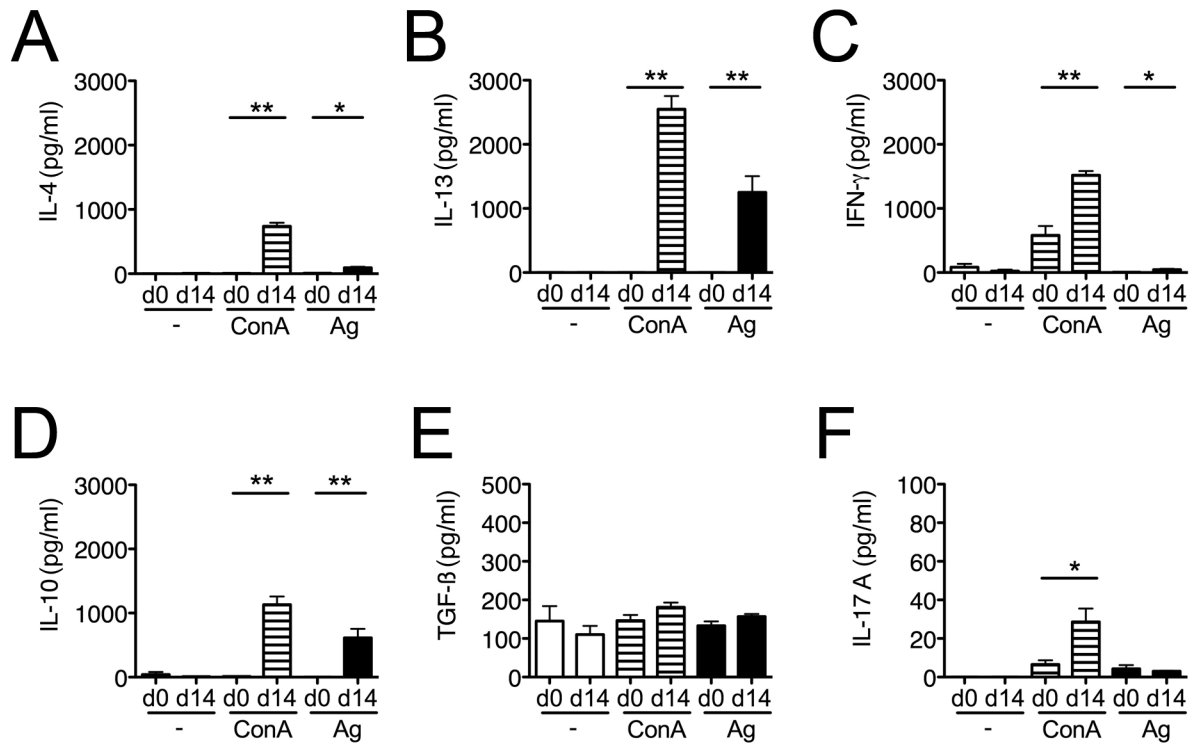 A
IL-4 (pg/ml)
3000
2000
1000
0
** *
d0 d14 d0 d14 d0 d14
- ConA Ag
B
IL-13 (pg/ml)
3000
2000
1000
0
** **
d0 d14 d0 d14 d0 d14
- ConA Ag
C
IFN-γ (pg/ml)
3000
2000
1000
0
** *
d0 d14 d0 d14 d0 d14
- ConA Ag
D
IL-10 (pg/ml)
3000
2000
1000
0
** **
d0 d14 d0 d14 d0 d14
- ConA Ag
E
TGF-ß (pg/ml)
500
400
300
200
100
0
d0 d14 d0 d14 d0 d14
- ConA Ag
F
IL-17 A (pg/ml)
100
80
60
40
20
0
*
d0 d14 d0 d14 d0 d14
- ConA Ag